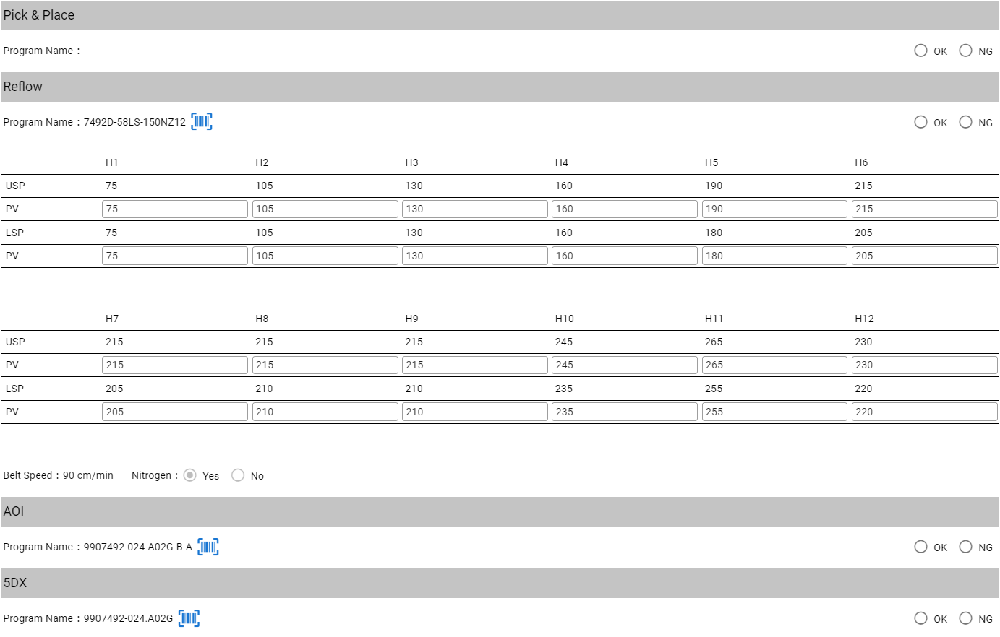 Pick & Place
Program Name : OK NG
Reflow
Program Name : 7492D-58LS-150NZ12 OK NG
H1 H2 H3 H4 H5 H6
USP 75 105 130 160 190 215
PV 75 105 130 160 190 215
LSP 75 105 130 160 180 205
PV 75 105 130 160 180 205
H7 H8 H9 H10 H11 H12
USP 215 215 215 245 265 230
PV 215 215 215 245 265 230
LSP 205 210 210 235 255 220
PV 205 210 210 235 255 220
Belt Speed : 90 cm/min Nitrogen : Yes No
AOI
Program Name : 9907492-024-A02G-B-A OK NG
5DX
Program Name : 9907492-024.A02G OK NG